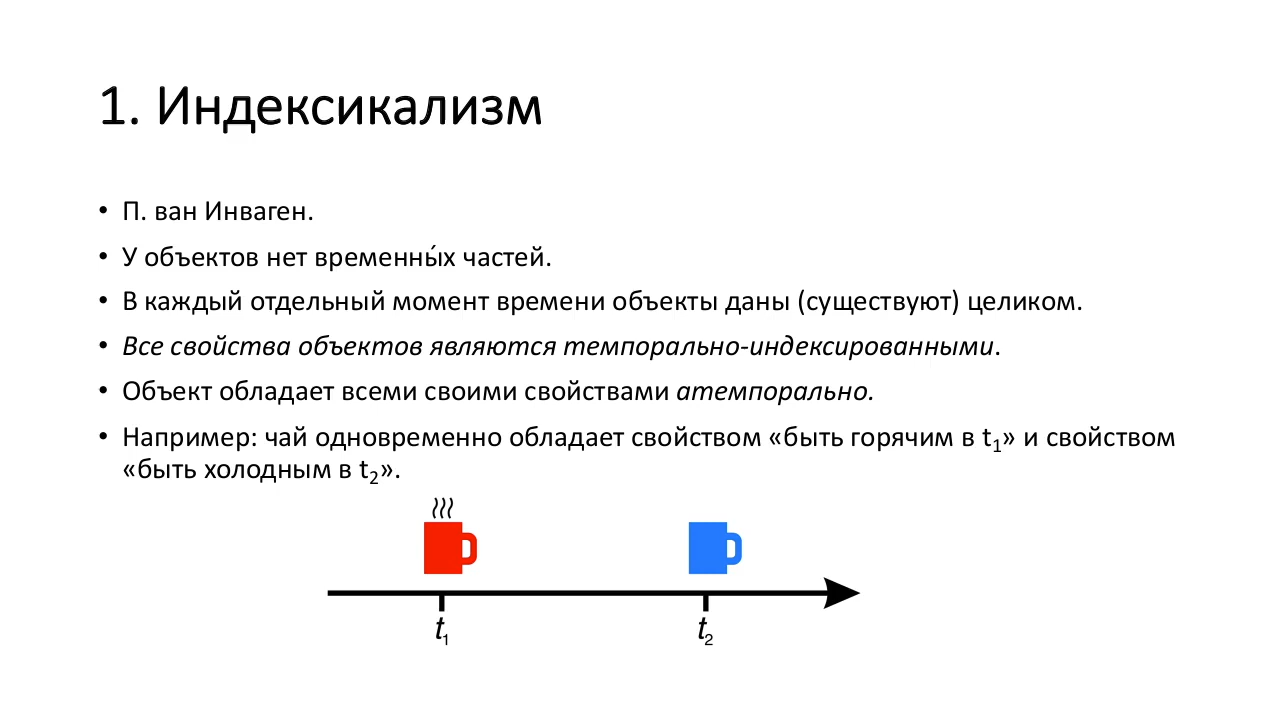 1. Индексикализм
• П. ван Инваген.
• У объектов нет временны́х частей.
• В каждый отдельный момент времени объекты даны (существуют) целиком.
• Все свойства объектов являются темпорально-индексированными.
• Объект обладает всеми своими свойствами атемпорально.
• Например: чай одновременно обладает свойством «быть горячим в t₁» и свойством
«быть холодным в t₂».
t₁ t₂